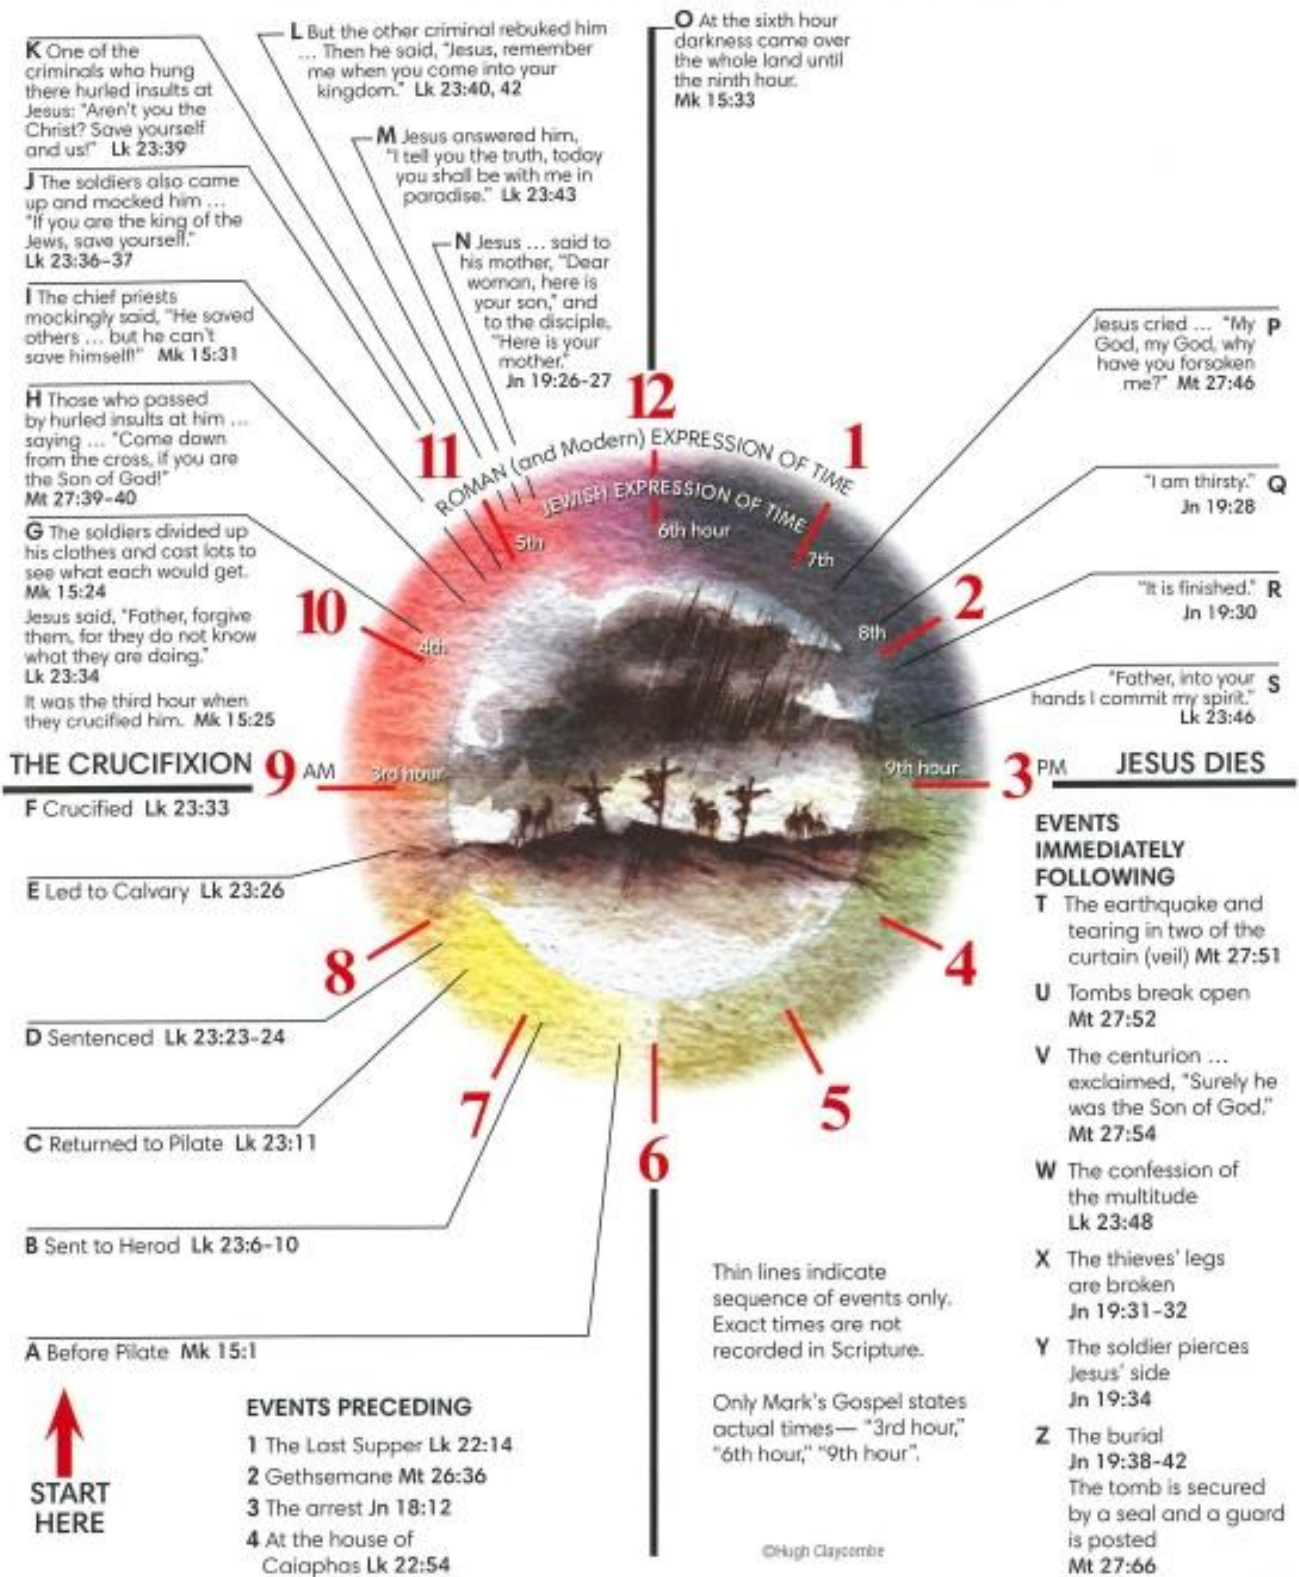 K One of the
criminals who hung
there hurled insults at
Jesus: "Aren't you the
Christ? Save yourself
and us!" Lk 23:39
J The soldiers also came
up and mocked him ...
"If you are the king of the
Jews, save yourself."
Lk 23:36–37
I The chief priests
mockingly said, "He saved
others ... but he can't
save himself!" Mk 15:31
H Those who passed
by hurled insults at him ...
saying ... "Come down
from the cross, if you are
the Son of God!"
Mt 27:39–40
G The soldiers divided up
his clothes and cast lots to
see what each would get.
Mk 15:24
Jesus said, "Father, forgive
them, for they do not know
what they are doing."
Lk 23:34
It was the third hour when
they crucified him. Mk 15:25
L But the other criminal rebuked him
... Then he said, "Jesus, remember
me when you come into your
kingdom." Lk 23:40, 42
M Jesus answered him,
"I tell you the truth, today
you shall be with me in
paradise." Lk 23:43
N Jesus ... said to
his mother, "Dear
woman, here is
your son," and
to the disciple,
"Here is your
mother."
Jn 19:26–27
O At the sixth hour
darkness came over
the whole land until
the ninth hour.
Mk 15:33
Jesus cried ... "My P
God, my God, why
have you forsaken
me?" Mt 27:46
"I am thirsty." Q
Jn 19:28
"It is finished." R
Jn 19:30
"Father, into your S
hands I commit my spirit."
Lk 23:46
12
1
11
ROMAN (and Modern) EXPRESSION OF TIME
JEWISH EXPRESSION OF TIME
5th
6th hour
7th
10
4th
8th
2
THE CRUCIFIXION
9 AM
3rd hour
9th hour
3 PM
JESUS DIES
8
4
7
5
6
F Crucified Lk 23:33
E Led to Calvary Lk 23:26
D Sentenced Lk 23:23–24
C Returned to Pilate Lk 23:11
B Sent to Herod Lk 23:6–10
A Before Pilate Mk 15:1
START
HERE
EVENTS PRECEDING
1 The Last Supper Lk 22:14
2 Gethsemane Mt 26:36
3 The arrest Jn 18:12
4 At the house of
Caiaphas Lk 22:54
Thin lines indicate
sequence of events only.
Exact times are not
recorded in Scripture.
Only Mark's Gospel states
actual times— "3rd hour,"
"6th hour," "9th hour".
©Hugh Claycombe
EVENTS
IMMEDIATELY
FOLLOWING
T The earthquake and
tearing in two of the
curtain (veil) Mt 27:51
U Tombs break open
Mt 27:52
V The centurion ...
exclaimed, "Surely he
was the Son of God."
Mt 27:54
W The confession of
the multitude
Lk 23:48
X The thieves' legs
are broken
Jn 19:31–32
Y The soldier pierces
Jesus' side
Jn 19:34
Z The burial
Jn 19:38–42
The tomb is secured
by a seal and a guard
is posted
Mt 27:66